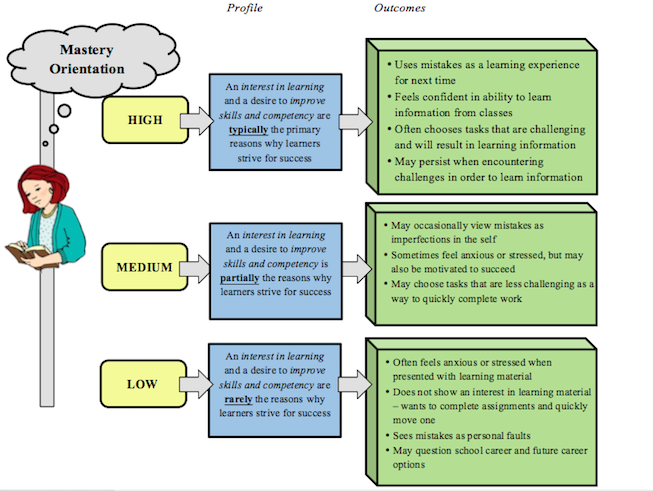 Profile
Outcomes
Mastery
Orientation
HIGH
An interest in learning
and a desire to improve
skills and competency are
typically the primary
reasons why learners
strive for success
• Uses mistakes as a learning experience
for next time
• Feels confident in ability to learn
information from classes
• Often chooses tasks that are challenging
and will result in learning information
• May persist when encountering
challenges in order to learn information
MEDIUM
An interest in learning
and a desire to improve
skills and competency is
partially the reasons why
learners strive for success
• May occasionally view mistakes as
imperfections in the self
• Sometimes feel anxious or stressed, but may
also be motivated to succeed
• May choose tasks that are less challenging as a
way to quickly complete work
LOW
An interest in learning
and a desire to improve
skills and competency are
rarely the reasons why
learners strive for success
• Often feels anxious or stressed when
presented with learning material
• Does not show an interest in learning material
– wants to complete assignments and quickly
move one
• Sees mistakes as personal faults
• May question school career and future career
options